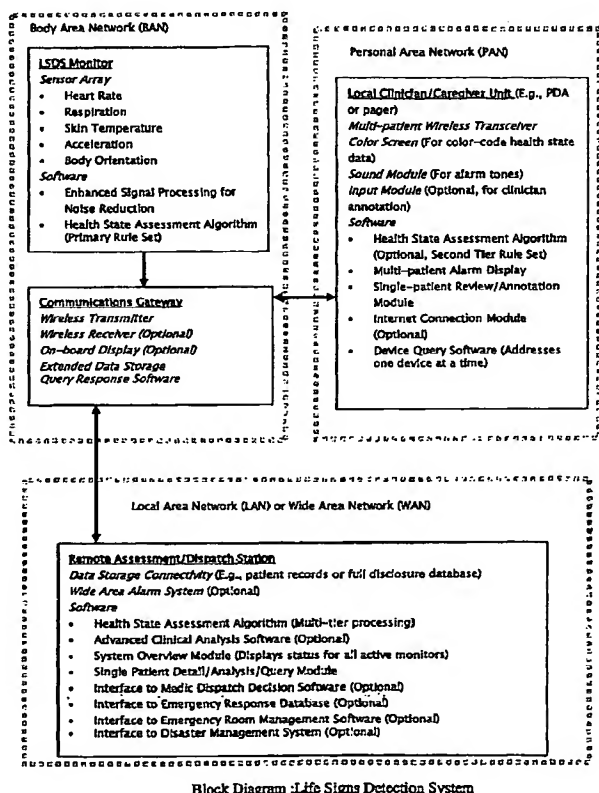 Body Area Network (BAN)
LSDS Monitor
Sensor Array
• Heart Rate
• Respiration
• Skin Temperature
• Acceleration
• Body Orientation
Software
• Enhanced Signal Processing for
Noise Reduction
• Health State Assessment Algorithm
(Primary Rule Set)
Communications Gateway
Wireless Transmitter
Wireless Receiver (Optional)
On-board Display (Optional)
Extended Data Storage
Query Response Software
Personal Area Network (PAN)
Local Clinician/Caregiver Unit (E.g., PDA
or pager)
Multi-patient Wireless Transceiver
Color Screen (For color-code health state
data)
Sound Module (For alarm tones)
Input Module (Optional, for clinician
annotation)
Software
• Health State Assessment Algorithm
(Optional, Second Tier Rule Set)
• Multi-patient Alarm Display
• Single-patient Review/Annotation
Module
• Internet Connection Module
(Optional)
• Device Query Software (Addresses
one device at a time)
Local Area Network (LAN) or Wide Area Network (WAN)
Remote Assessment/Dispatch Station
Data Storage Connectivity (E.g., patient records or full disclosure database)
Wide Area Alarm System (Optional)
Software
• Health State Assessment Algorithm (Multi-tier processing)
• Advanced Clinical Analysis Software (Optional)
• System Overview Module (Displays status for all active monitors)
• Single Patient Detail/Analysis/Query Module
• Interface to Medic Dispatch Decision Software (Optional)
• Interface to Emergency Response Database (Optional)
• Interface to Emergency Room Management Software (Optional)
• Interface to Disaster Management System (Optional)
Block Diagram :Life Signs Detection System